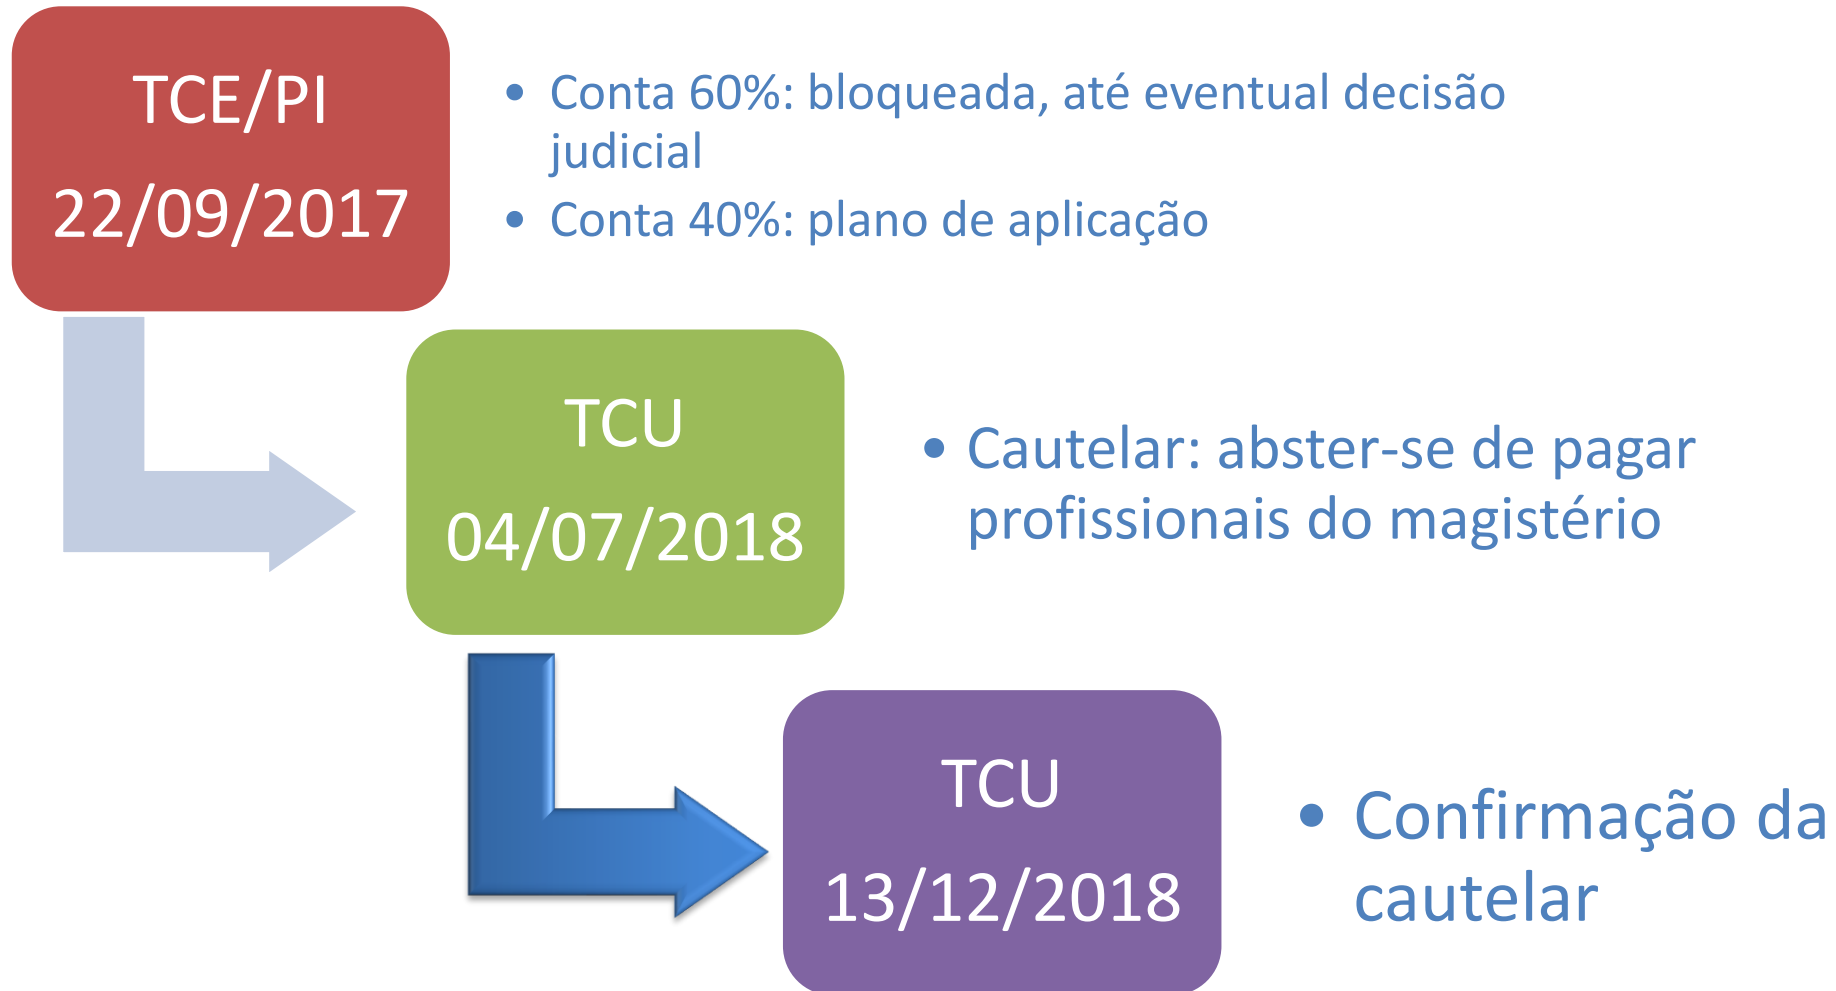 TCE/PI
22/09/2017
• Conta 60%: bloqueada, até eventual decisão
judicial
• Conta 40%: plano de aplicação
TCU
04/07/2018
• Cautelar: abster-se de pagar
profissionais do magistério
TCU
13/12/2018
• Confirmação da
cautelar